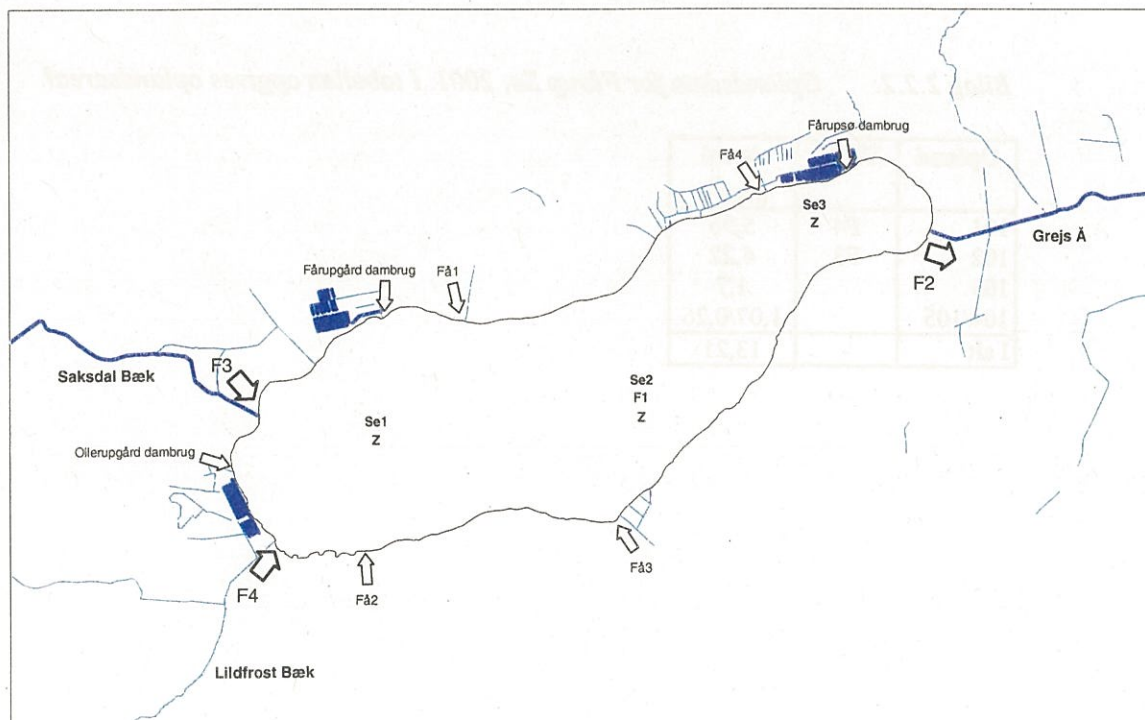 Fårupsø dambrug
Få4
Se3
Z
Grejs Å
F2
Fårupgård dambrug
Få1
F3
Saksdal Bæk
Se2
F1
Z
Se1
Z
Ollerupgård dambrug
Få3
F4
Få2
Lildfrost Bæk